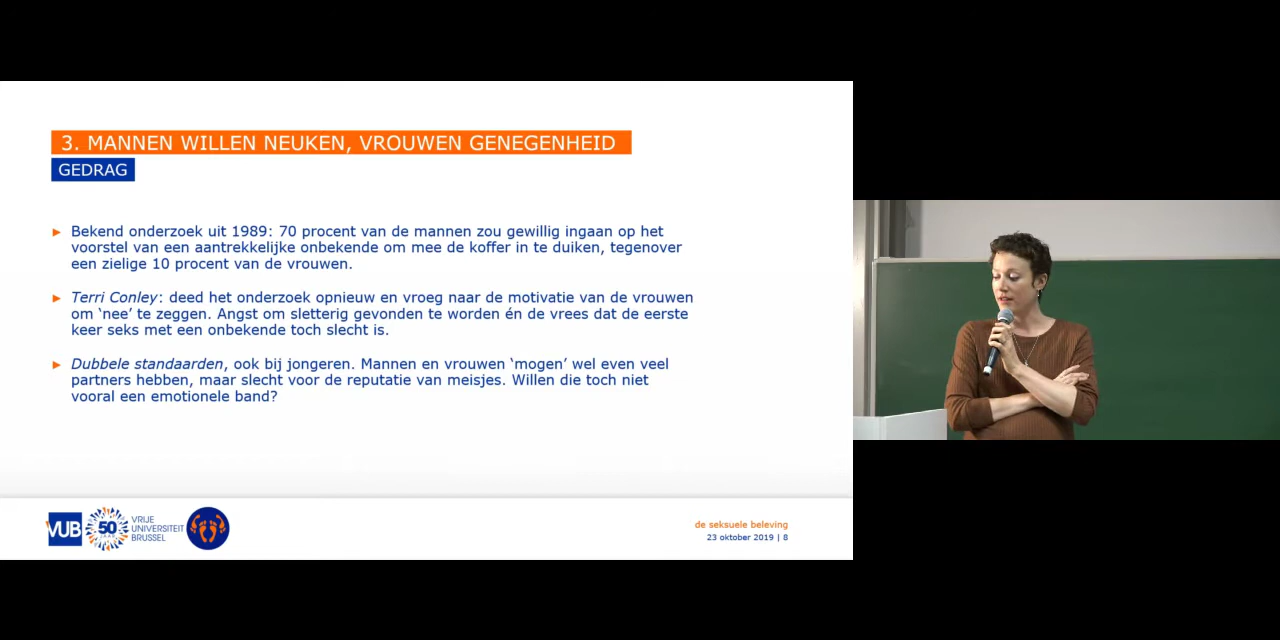 3. MANNEN WILLEN NEUKEN, VROUWEN GENEGENHEID
GEDRAG
► Bekend onderzoek uit 1989: 70 procent van de mannen zou gewillig ingaan op het
voorstel van een aantrekkelijke onbekende om mee de koffer in te duiken, tegenover
een zielige 10 procent van de vrouwen.
► Terri Conley: deed het onderzoek opnieuw en vroeg naar de motivatie van de vrouwen
om ‘nee’ te zeggen. Angst om sletterig gevonden te worden én de vrees dat de eerste
keer seks met een onbekende toch slecht is.
► Dubbele standaarden, ook bij jongeren. Mannen en vrouwen ‘mogen’ wel even veel
partners hebben, maar slecht voor de reputatie van meisjes. Willen die toch niet
vooral een emotionele band?
VUB
50
JAAR
VRIJE
UNIVERSITEIT
BRUSSEL
de seksuele beleving
23 oktober 2019 | 8